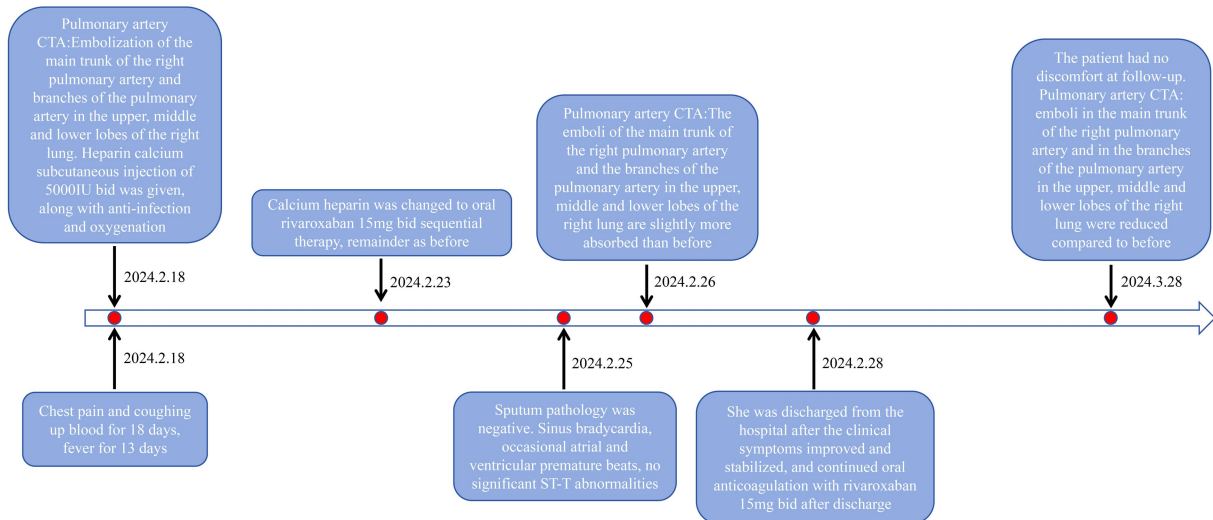 Pulmonary artery
CTA:Embolization of the
main trunk of the right
pulmonary artery and
branches of the pulmonary
artery in the upper, middle
and lower lobes of the right
lung. Heparin calcium
subcutaneous injection of
5000IU bid was given,
along with anti-infection
and oxygenation
2024.2.18
2024.2.18
Chest pain and coughing
up blood for 18 days,
fever for 13 days
Calcium heparin was changed to oral
rivaroxaban 15mg bid sequential
therapy, remainder as before
2024.2.23
2024.2.25
Sputum pathology was
negative. Sinus bradycardia,
occasional atrial and
ventricular premature beats, no
significant ST-T abnormalities
Pulmonary artery CTA:The
emboli of the main trunk of
the right pulmonary artery
and the branches of the
pulmonary artery in the upper,
middle and lower lobes of the
right lung are slightly more
absorbed than before
2024.2.26
2024.2.28
She was discharged from the
hospital after the clinical
symptoms improved and
stabilized, and continued oral
anticoagulation with rivaroxaban
15mg bid after discharge
The patient had no
discomfort at follow-up.
Pulmonary artery CTA:
emboli in the main trunk
of the right pulmonary
artery and in the branches
of the pulmonary artery
in the upper, middle and
lower lobes of the right
lung were reduced
compared to before
2024.3.28